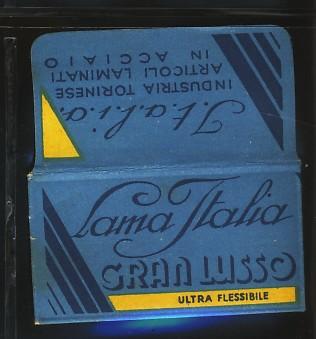 I.t.a.l.i.a.
INDUSTRIA TORINESE
ARTICOLI LAMINATI
IN ACCIAIO
Lama Italia
GRAN LUSSO
ULTRA FLESSIBILE